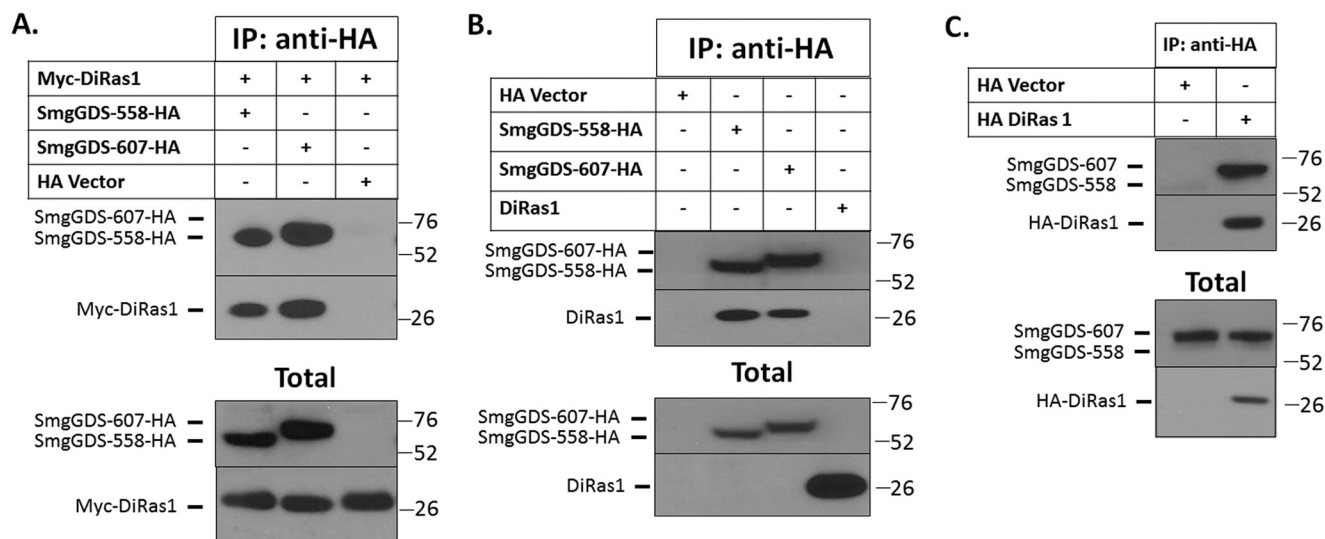 A.
IP: anti-HA
Myc-DiRas1 + + +
SmgGDS-558-HA + - -
SmgGDS-607-HA - + -
HA Vector - - +
SmgGDS-607-HA
SmgGDS-558-HA
76
52
Myc-DiRas1
26
Total
SmgGDS-607-HA
SmgGDS-558-HA
76
52
Myc-DiRas1
26
B.
IP: anti-HA
HA Vector + - - -
SmgGDS-558-HA - + - -
SmgGDS-607-HA - - + -
DiRas1 - - - +
SmgGDS-607-HA
SmgGDS-558-HA
76
52
DiRas1
26
Total
SmgGDS-607-HA
SmgGDS-558-HA
76
52
DiRas1
26
C.
IP: anti-HA
HA Vector + -
HA DiRas 1 - +
SmgGDS-607
SmgGDS-558
76
52
HA-DiRas1
26
Total
SmgGDS-607
SmgGDS-558
76
52
HA-DiRas1
26